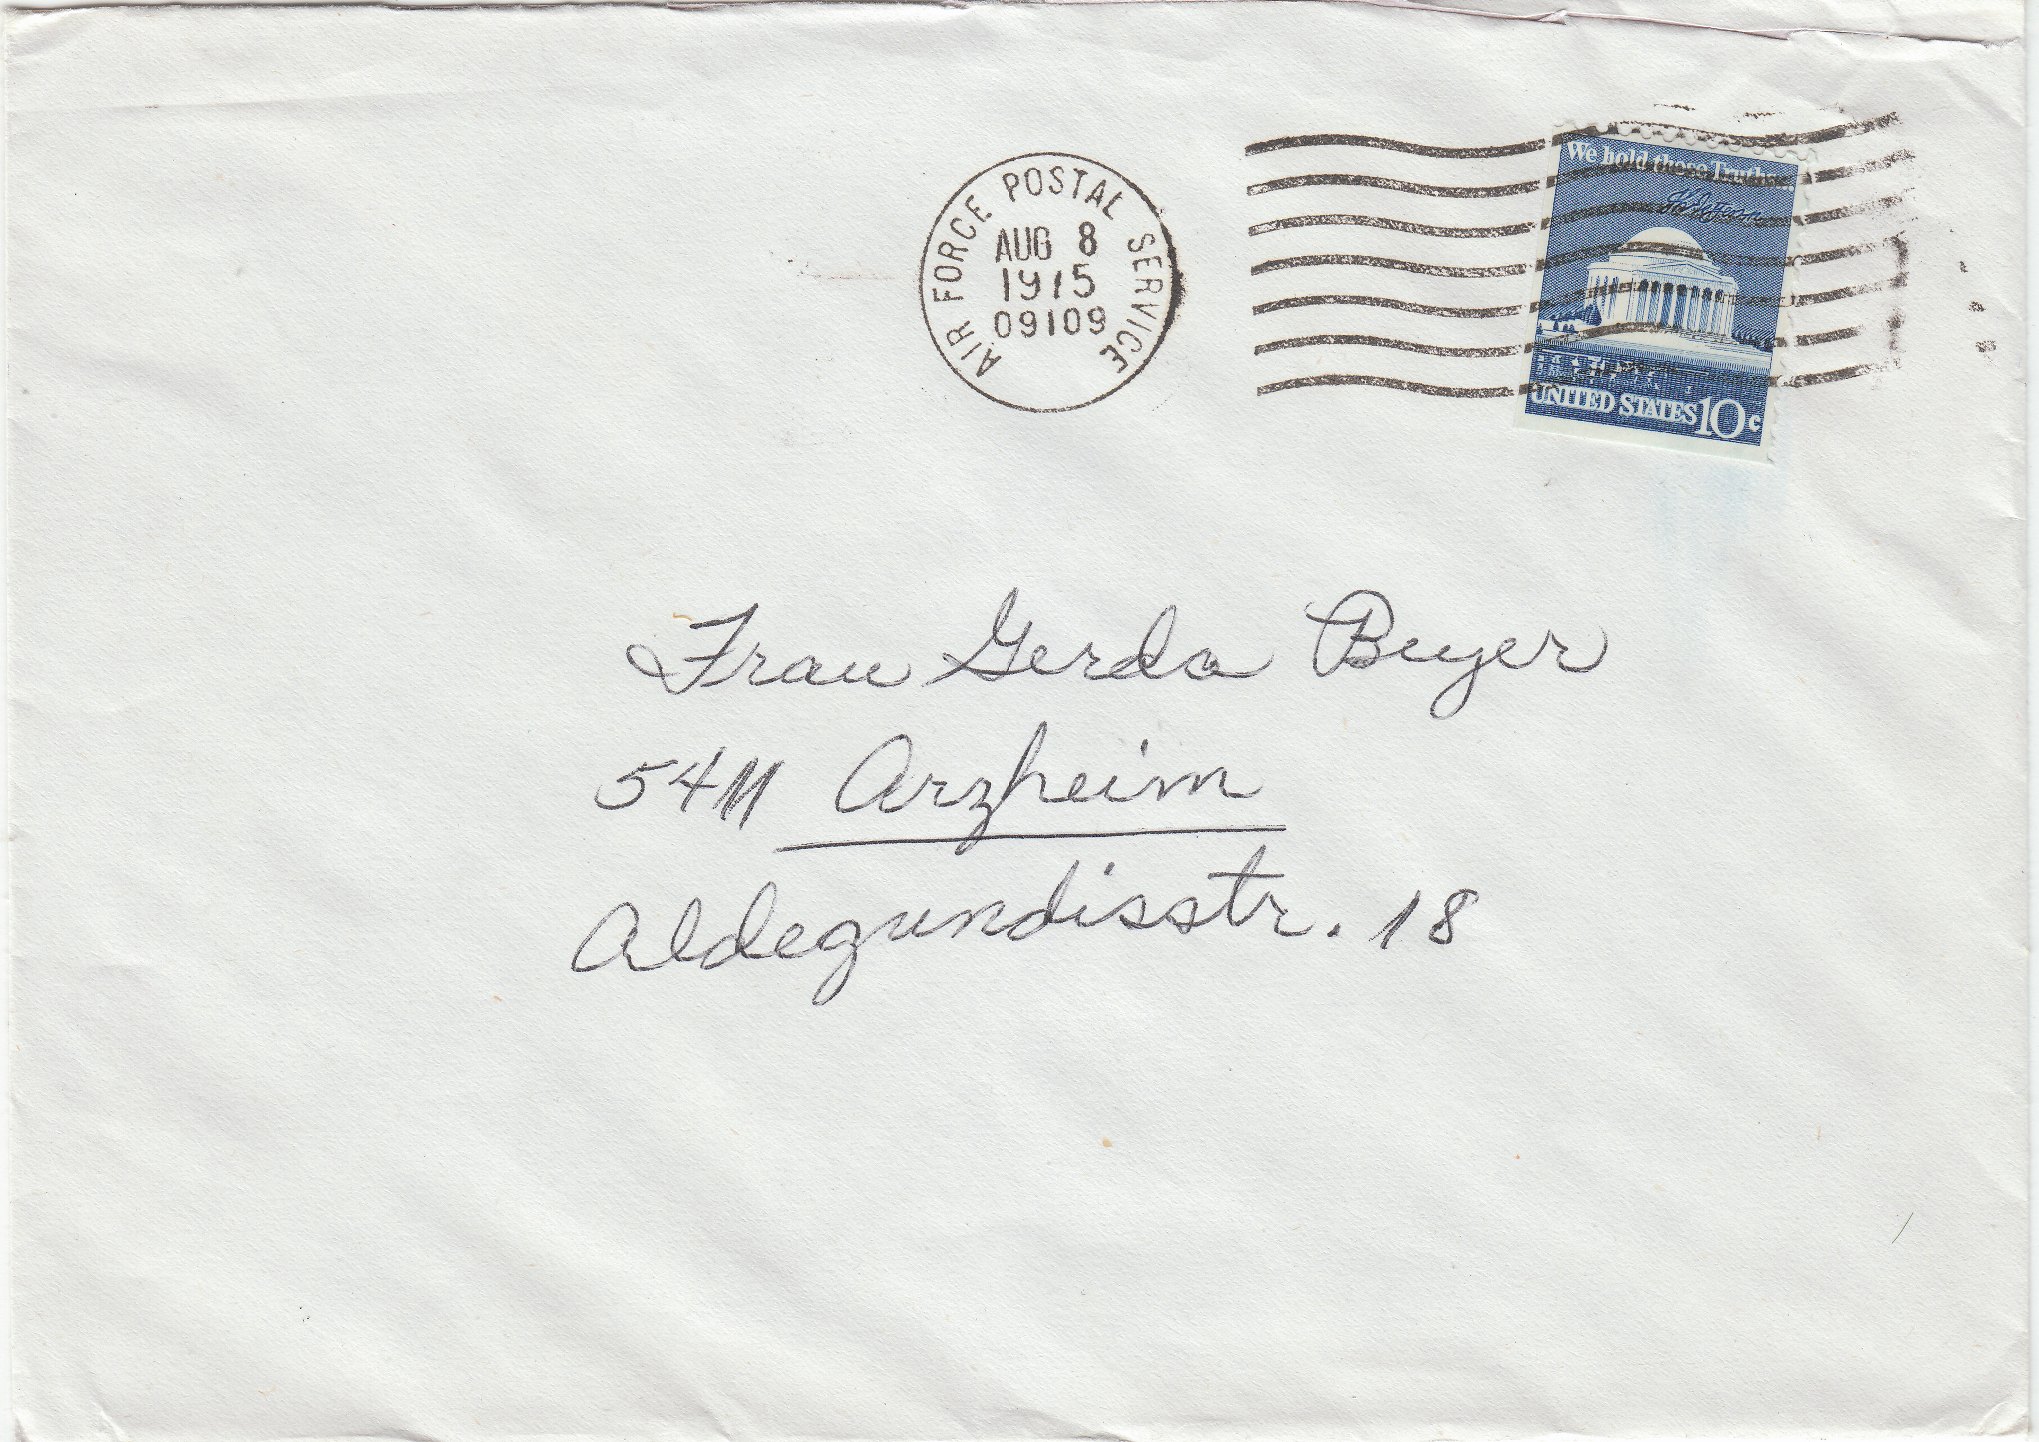 AIR FORCE POSTAL SERVICE
AUG 8
1975
09109
We hold these Truths...
UNITED STATES 10c
Frau Gerda Beyer
5411 Arzheim
Aldegundisstr. 18